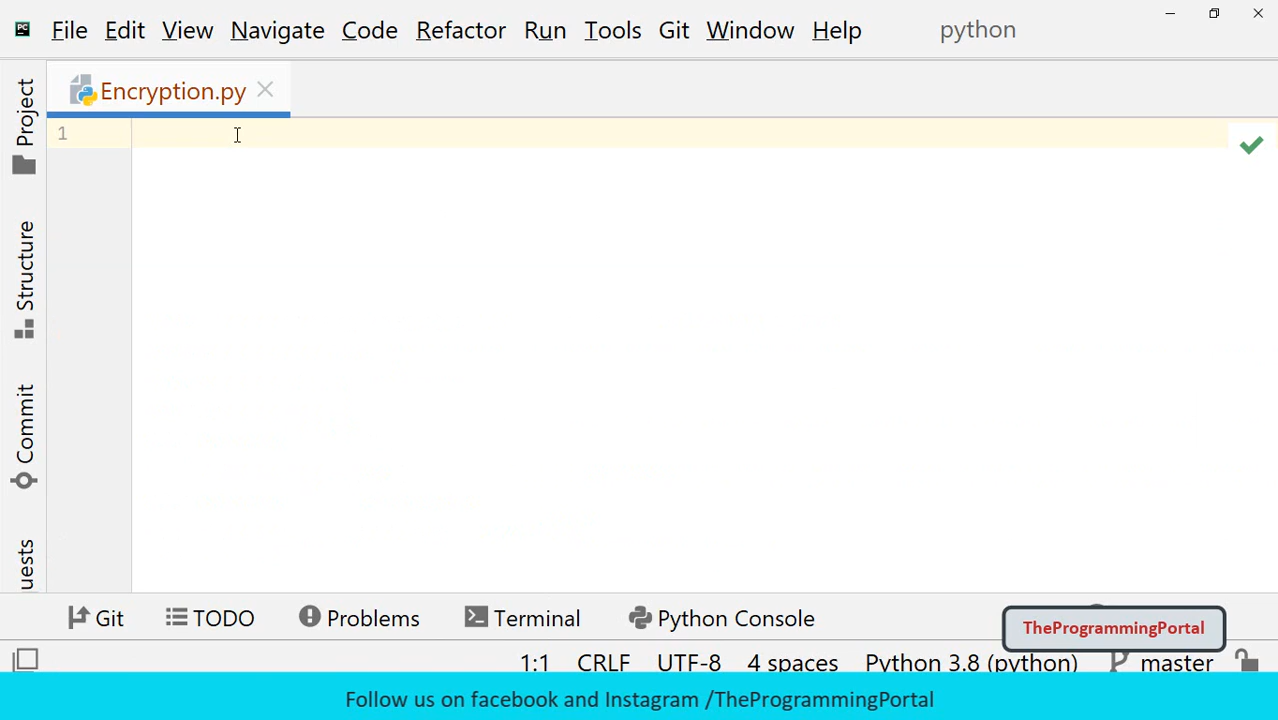 PC File Edit View Navigate Code Refactor Run Tools Git Window Help python
Encryption.py
1
Project
Structure
Commit
uests
Git TODO Problems Terminal Python Console
TheProgrammingPortal
1:1 CRLF UTF-8 4 spaces Python 3.8 (python) master
Follow us on facebook and Instagram /TheProgrammingPortal